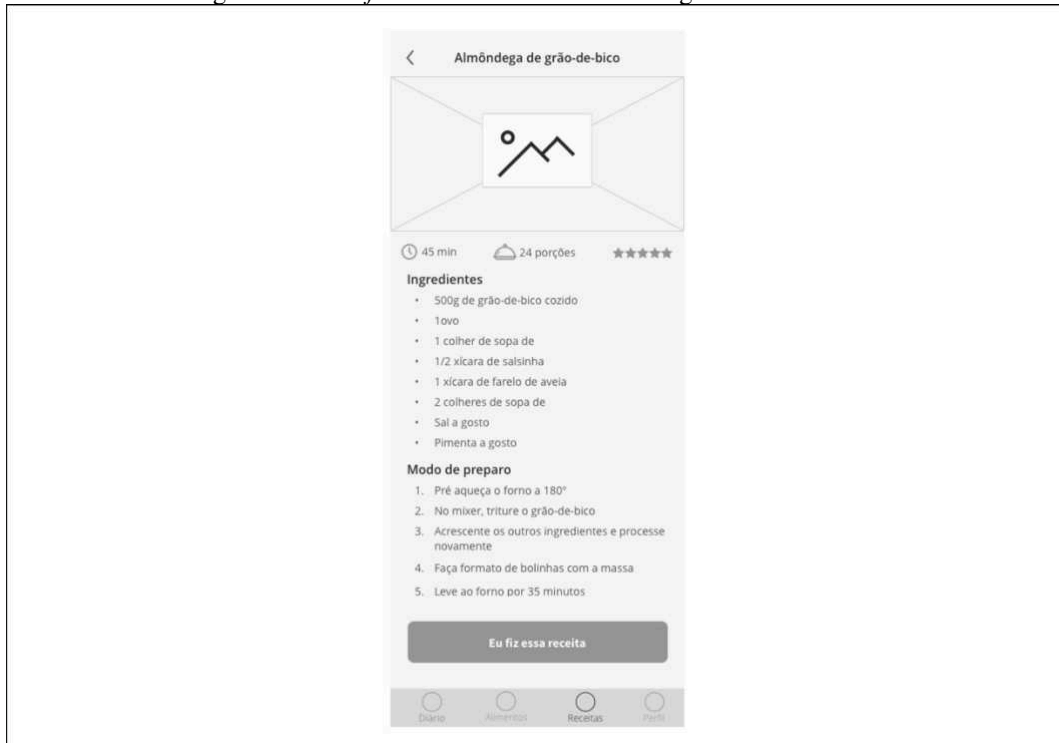 Almôndega de grão-de-bico
45 min
24 porções
Ingredientes
• 500g de grão-de-bico cozido
• 1ovo
• 1 colher de sopa de
• 1/2 xícara de salsinha
• 1 xícara de farelo de aveia
• 2 colheres de sopa de
• Sal a gosto
• Pimenta a gosto
Modo de preparo
1. Pré aqueça o forno a 180°
2. No mixer, triture o grão-de-bico
3. Acrescente os outros ingredientes e processe
novamente
4. Faça formato de bolinhas com a massa
5. Leve ao forno por 35 minutos
Eu fiz essa receita
Diário
Alimentos
Receitas
Perfil